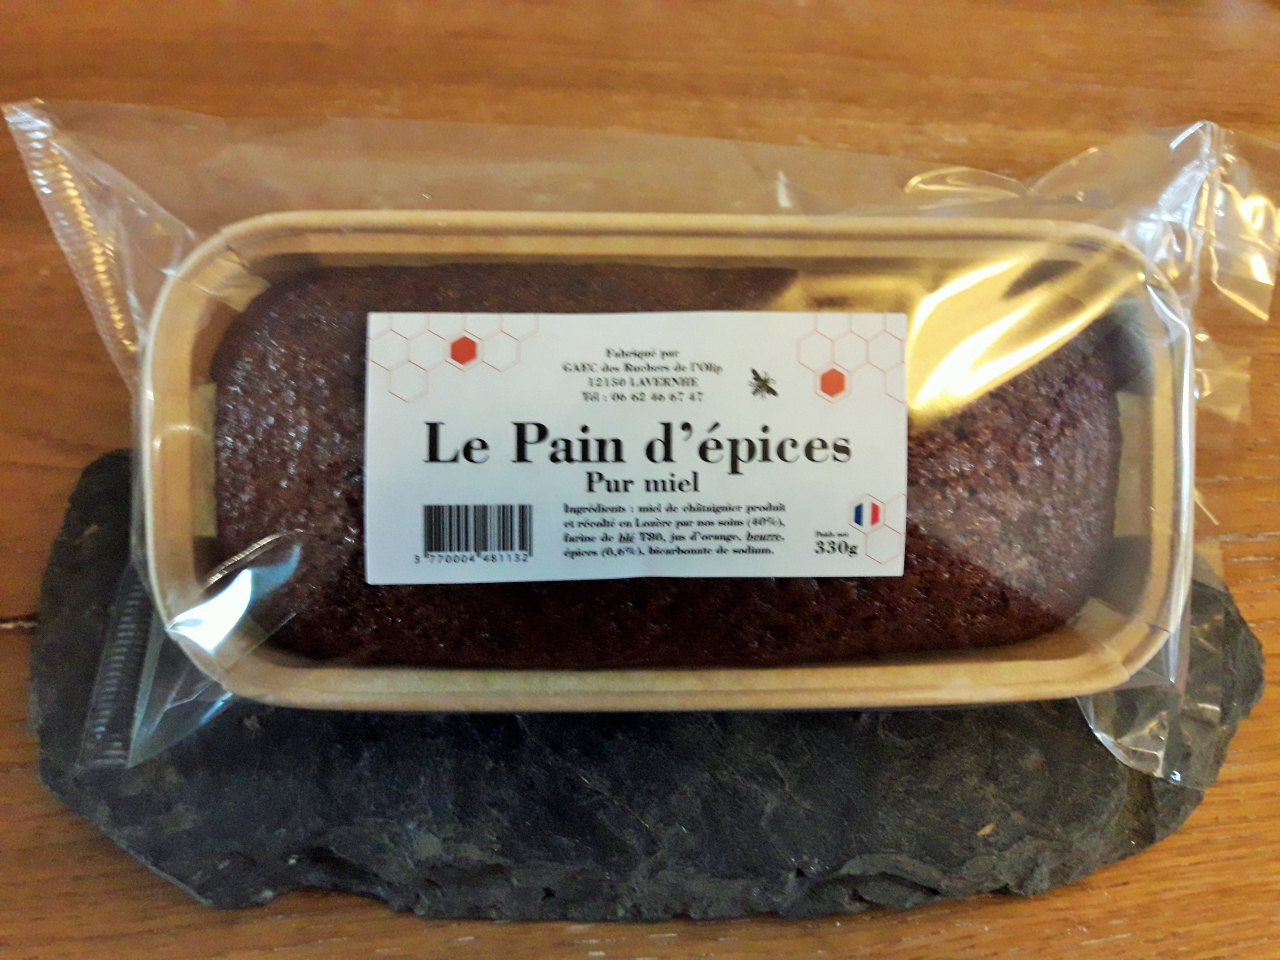 Fabriqué par
GAEC des Ruchers de l'Olip
12150 LAVERNHE
Tél : 06 62 46 67 47
Le Pain d'épices
Pur miel
Ingrédients : miel de châtaignier produit
et récolté en Lozère par nos soins (40%),
farine de blé T80, jus d'orange, beurre,
épices (0,6%), bicarbonate de sodium.
Poids net
330g
3 770004 481132